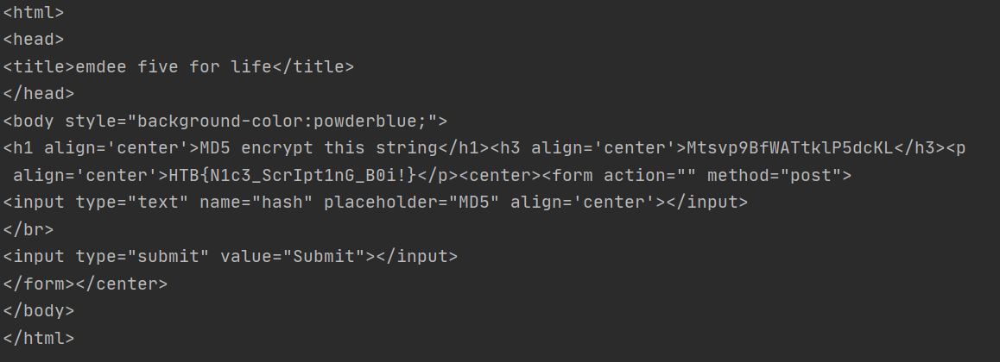 <html>
<head>
<title>emdee five for life</title>
</head>
<body style="background-color:powderblue;">
<h1 align='center'>MD5 encrypt this string</h1><h3 align='center'>Mtsvp9BfWATtklP5dcKL</h3><p
 align='center'>HTB{N1c3_ScrIpt1nG_B0i!}</p><center><form action="" method="post">
<input type="text" name="hash" placeholder="MD5" align='center'></input>
</br>
<input type="submit" value="Submit"></input>
</form></center>
</body>
</html>